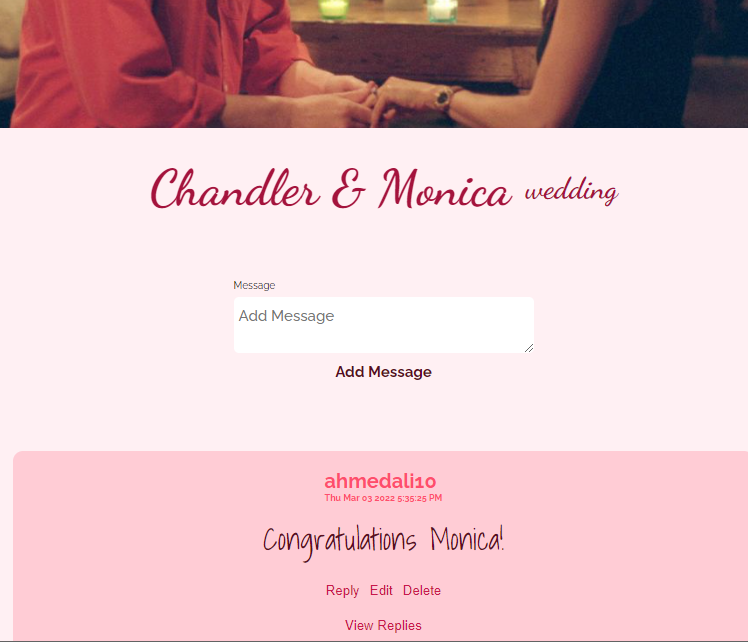 Chandler & Monica wedding
Message
Add Message
Add Message
ahmedali10
Thu Mar 03 2022 5:35:25 PM
Congratulations Monica!
Reply Edit Delete
View Replies